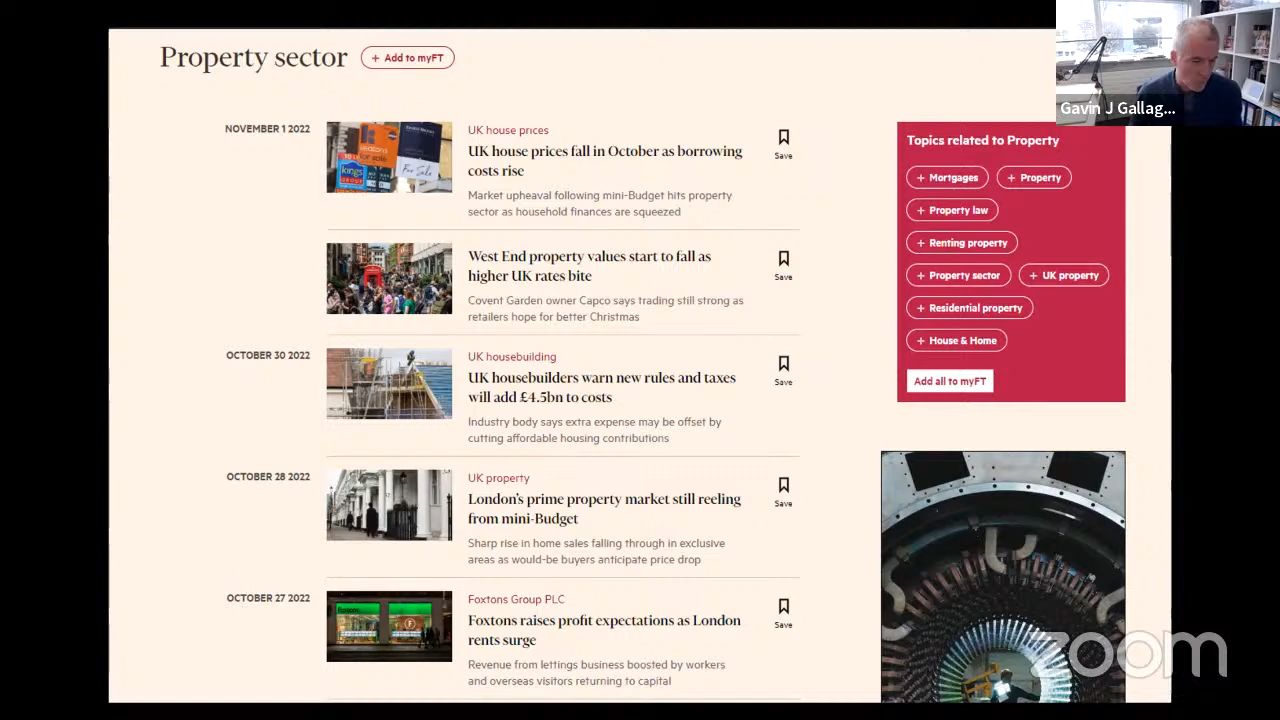 Property sector
+ Add to myFT
Gavin J Gallag...
NOVEMBER 1 2022
UK house prices
UK house prices fall in October as borrowing
costs rise
Market upheaval following mini-Budget hits property
sector as household finances are squeezed
Save
West End property values start to fall as
higher UK rates bite
Covent Garden owner Capco says trading still strong as
retailers hope for better Christmas
Save
OCTOBER 30 2022
UK housebuilding
UK housebuilders warn new rules and taxes
will add £4.5bn to costs
Industry body says extra expense may be offset by
cutting affordable housing contributions
Save
OCTOBER 28 2022
UK property
London's prime property market still reeling
from mini-Budget
Sharp rise in home sales falling through in exclusive
areas as would-be buyers anticipate price drop
Save
OCTOBER 27 2022
Foxtons
Foxtons Group PLC
Foxtons raises profit expectations as London
rents surge
Revenue from lettings business boosted by workers
and overseas visitors returning to capital
Save
For Sale
kings
GROUP
Topics related to Property
+ Mortgages
+ Property
+ Property law
+ Renting property
+ Property sector
+ UK property
+ Residential property
+ House & Home
Add all to myFT
zoom